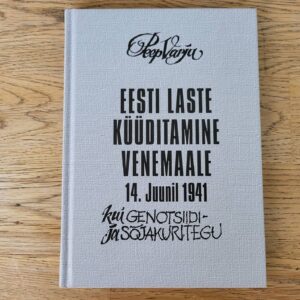 Peep Varju
EESTI LASTE
KÜÜDITAMINE
VENEMAALE
14. Juunil 1941
kui GENOTSIIDI-
ja SÕJAKURITEGU